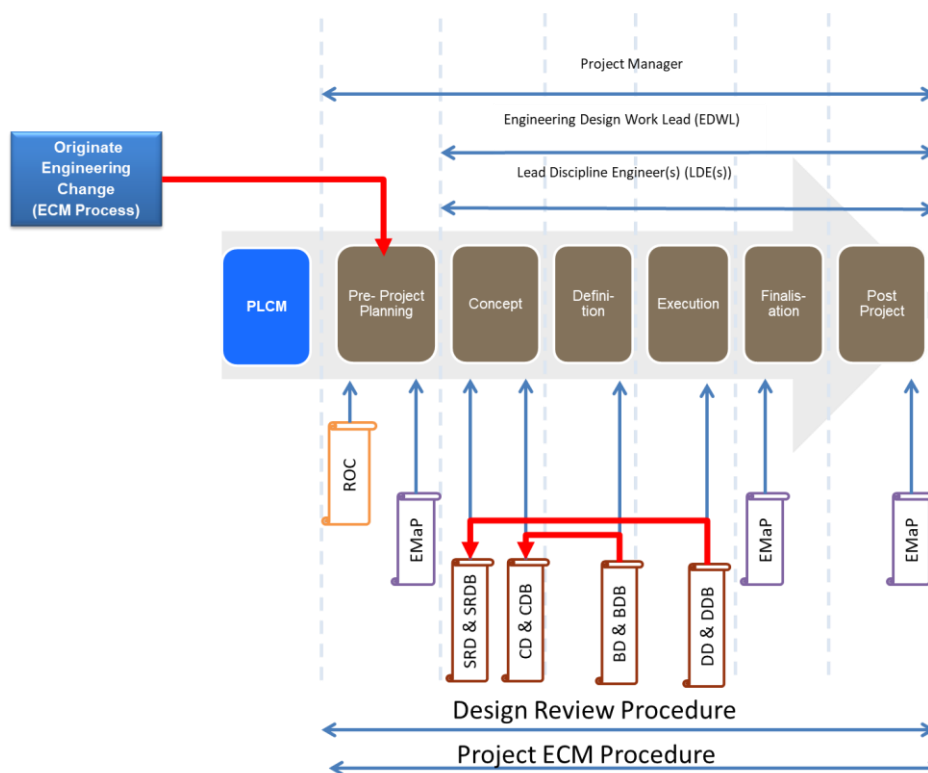 Project Manager
Engineering Design Work Lead (EDWL)
Lead Discipline Engineer(s) (LDE(s))
Originate
Engineering
Change
(ECM Process)
PLCM
Pre- Project
Planning
Concept
Defini-
tion
Execution
Finalis-
ation
Post
Project
ROC
EMaP
SRD & SRDB
CD & CDB
BD & BDB
DD & DDB
EMaP
EMaP
Design Review Procedure
Project ECM Procedure